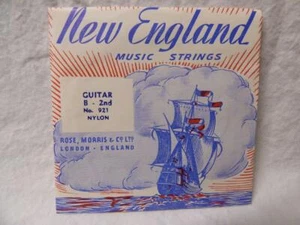 New England
MUSIC STRINGS
GUITAR
B - 2nd
No. 921
NYLON
ROSE, MORRIS & Co LTD
LONDON - ENGLAND